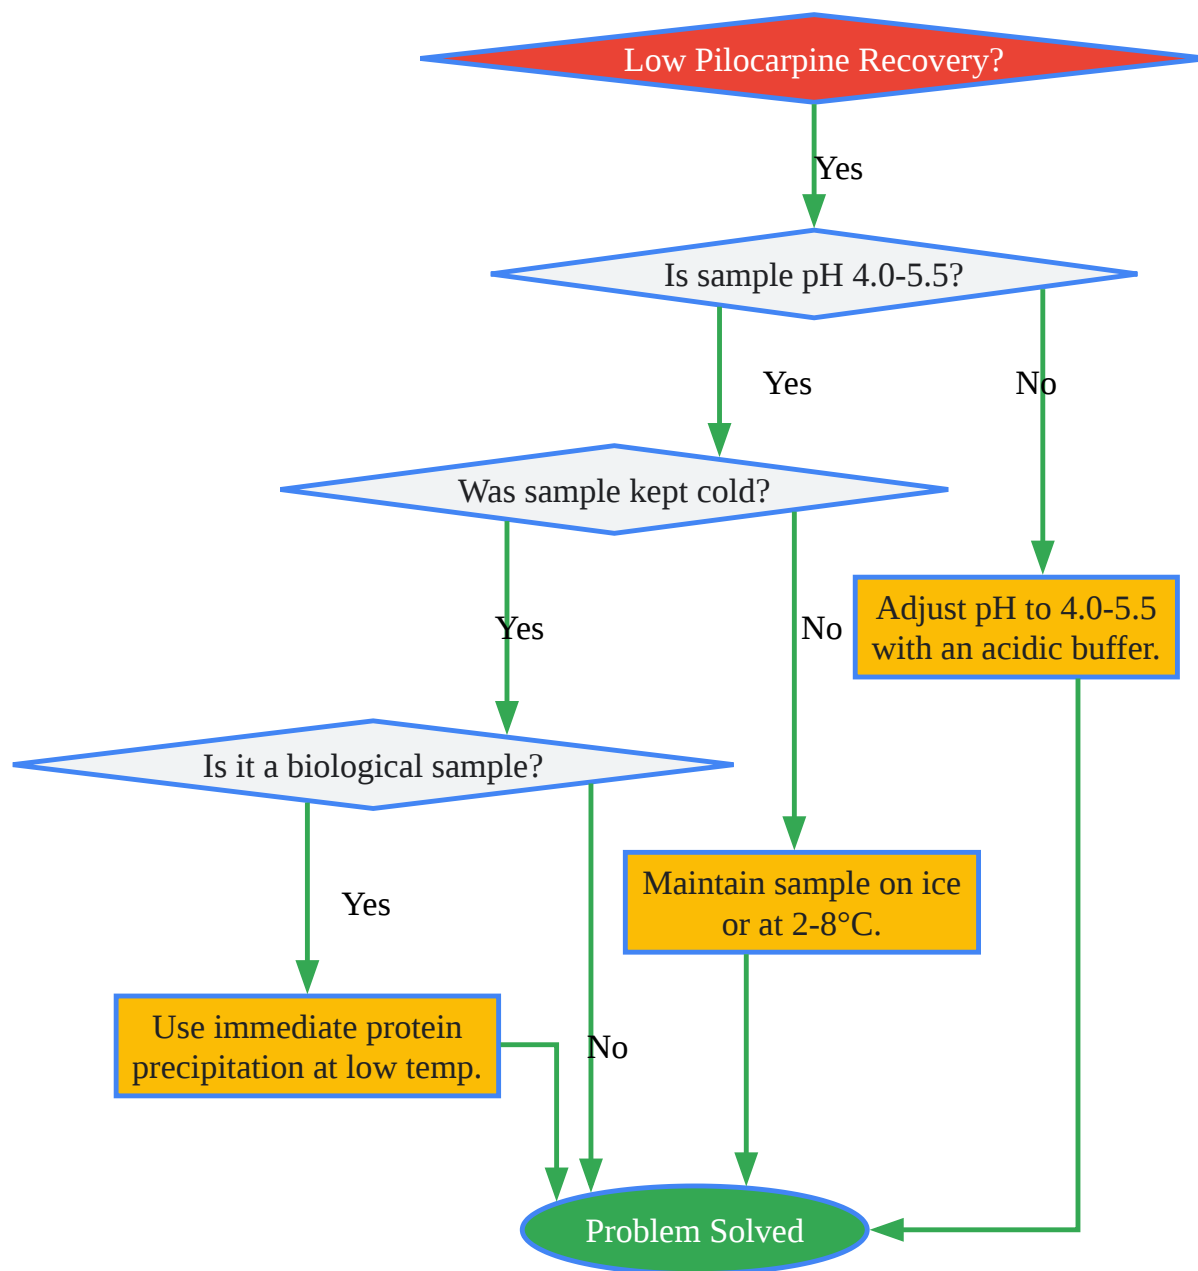 Low Pilocarpine Recovery?
Yes
Is sample pH 4.0-5.5?
Yes
No
Was sample kept cold?
Yes
No
Adjust pH to 4.0-5.5
with an acidic buffer.
Is it a biological sample?
Yes
No
Maintain sample on ice
or at 2-8°C.
Use immediate protein
precipitation at low temp.
Problem Solved